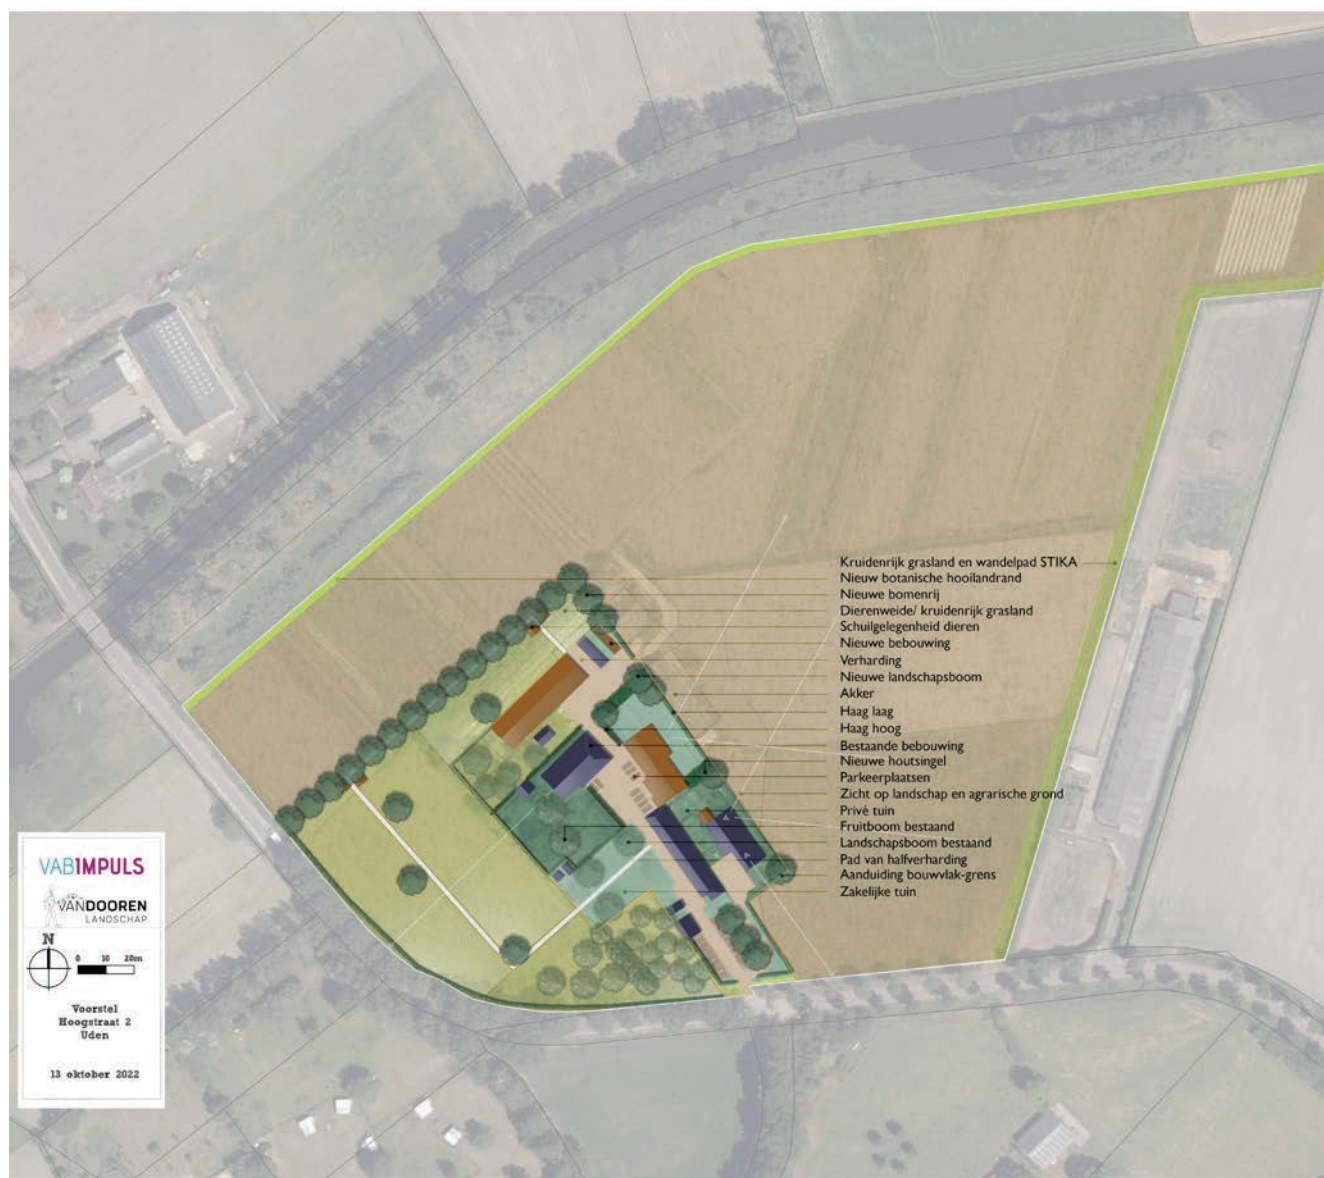 Kruidenrijk grasland en wandelpad STIKA
Nieuw botanische hooilandrand
Nieuwe bomenrij
Dierenweide/ kruidenrijk grasland
Schuilgelegenheid dieren
Nieuwe bebouwing
Verharding
Nieuwe landschapsboom
Akker
Haag laag
Haag hoog
Bestaande bebouwing
Nieuwe houtsingel
Parkeerplaatsen
Zicht op landschap en agrarische grond
Privé tuin
Fruitboom bestaand
Landschapsboom bestaand
Pad van halfverharding
Aanduiding bouwvlak-grens
Zakelijke tuin
VABIMPULS
VANDOOREN
LANDSCHAP
N
0 10 20m
Voorstel
Hoogstraat 2
Uden
13 oktober 2022